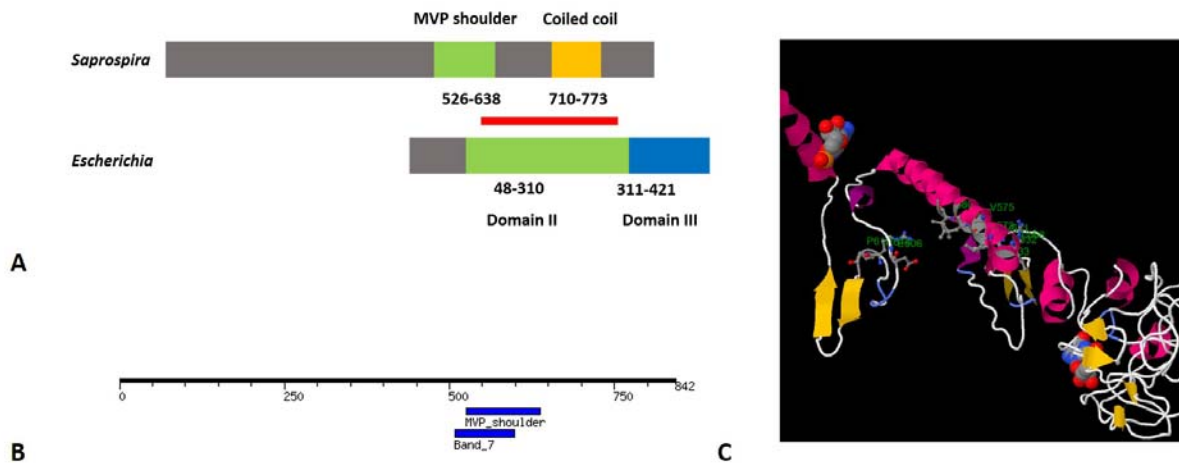 MVP shoulder Coiled coil
Saprospira
526-638 710-773
Escherichia
48-310 311-421
Domain II Domain III
A
0 250 500 750 842
MVP_shoulder
Band_7
B
V575
C